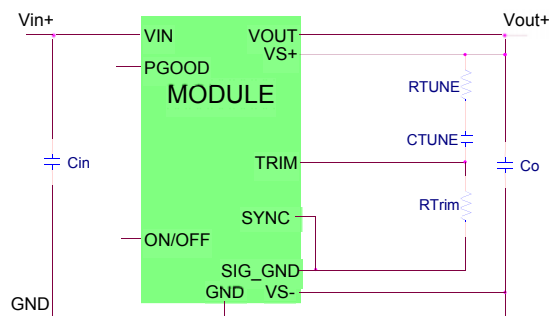 Vin+
Vout+
VIN
VOUT
VS+
PGOOD
MODULE
RTUNE
CTUNE
Cin
TRIM
Co
RTrim
SYNC
ON/OFF
SIG_GND
GND
GND
VS-